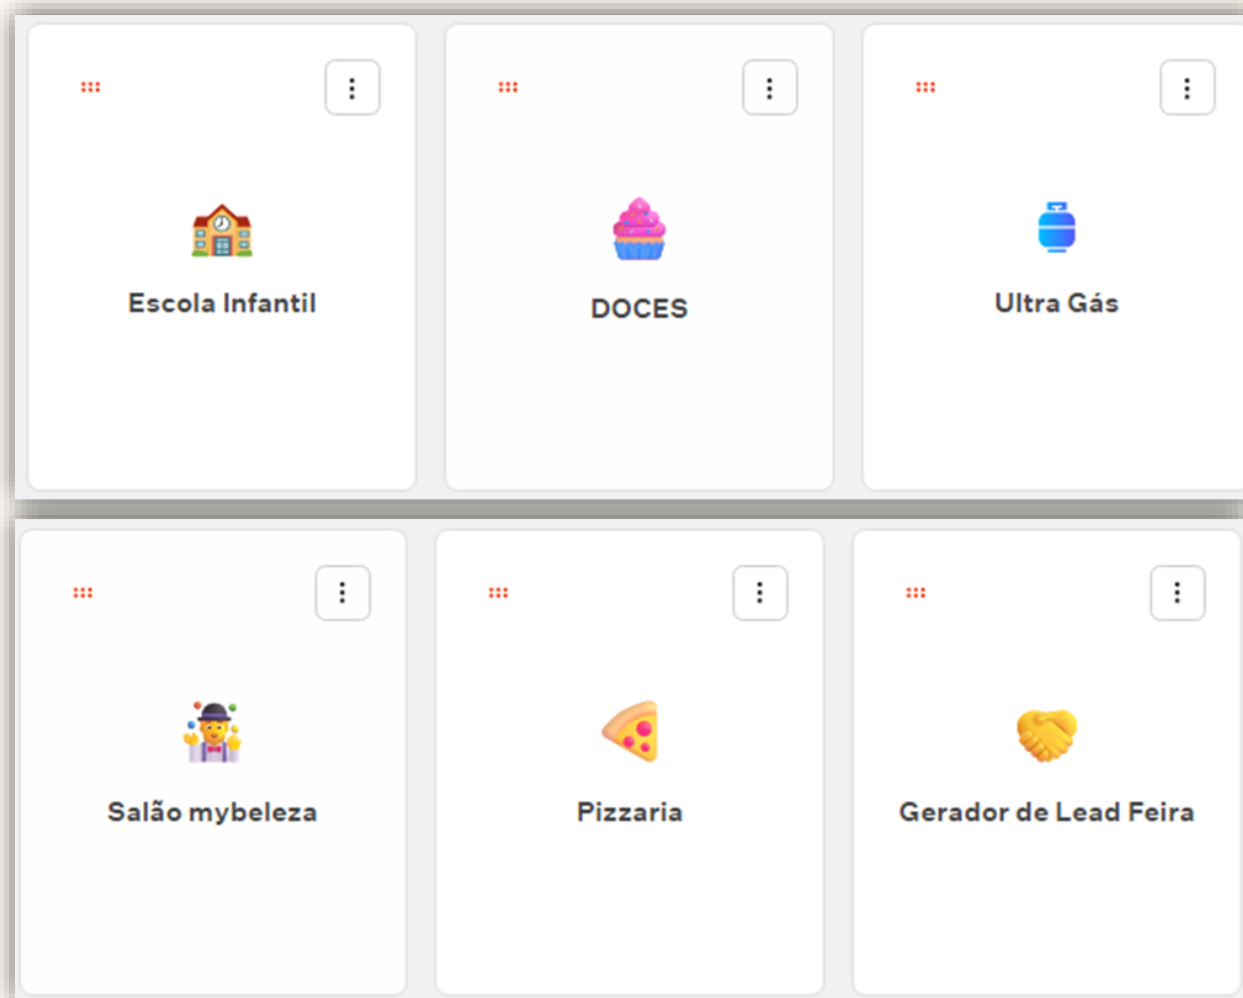 Escola Infantil
DOCES
Ultra Gás
Salão mybeleza
Pizzaria
Gerador de Lead Feira